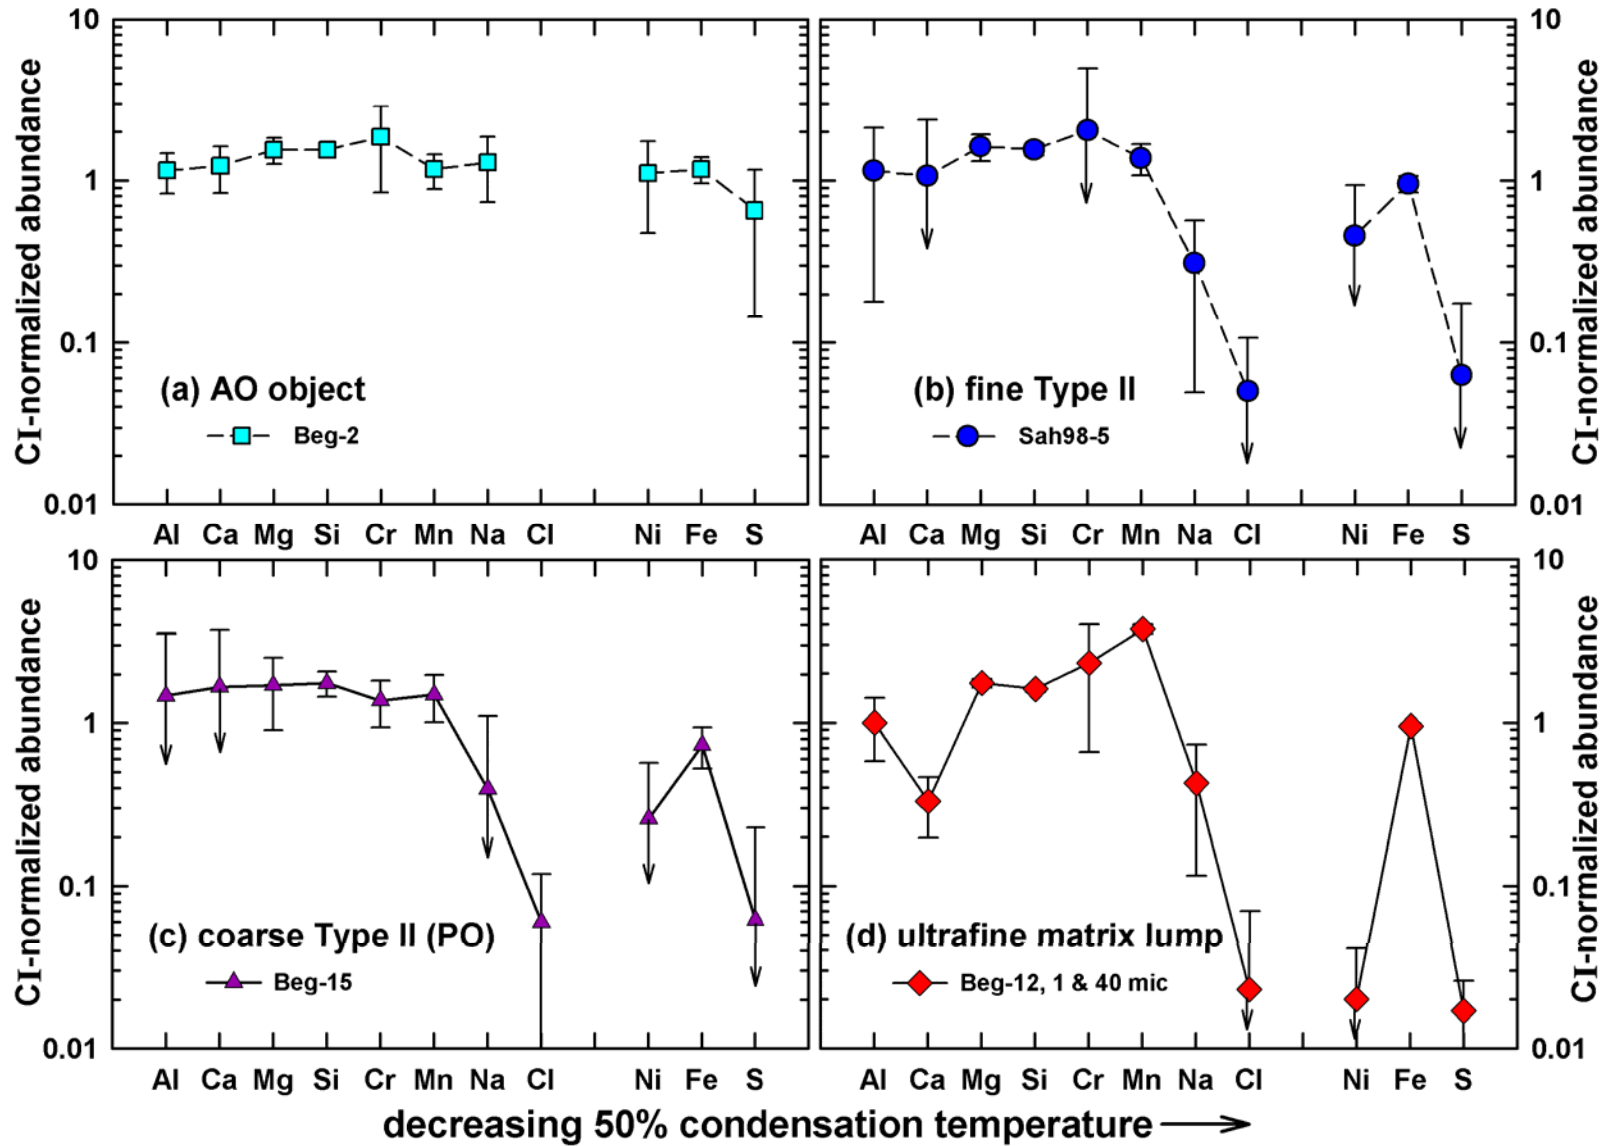 10
1
0.1
0.01
CI-normalized abundance
(a) AO object
Beg-2
Al Ca Mg Si Cr Mn Na Cl Ni Fe S
10
1
0.1
0.01
CI-normalized abundance
(b) fine Type II
Sah98-5
Al Ca Mg Si Cr Mn Na Cl Ni Fe S
10
1
0.1
0.01
CI-normalized abundance
(c) coarse Type II (PO)
Beg-15
Al Ca Mg Si Cr Mn Na Cl Ni Fe S
10
1
0.1
0.01
CI-normalized abundance
(d) ultrafine matrix lump
Beg-12, 1 & 40 mic
Al Ca Mg Si Cr Mn Na Cl Ni Fe S
decreasing 50% condensation temperature